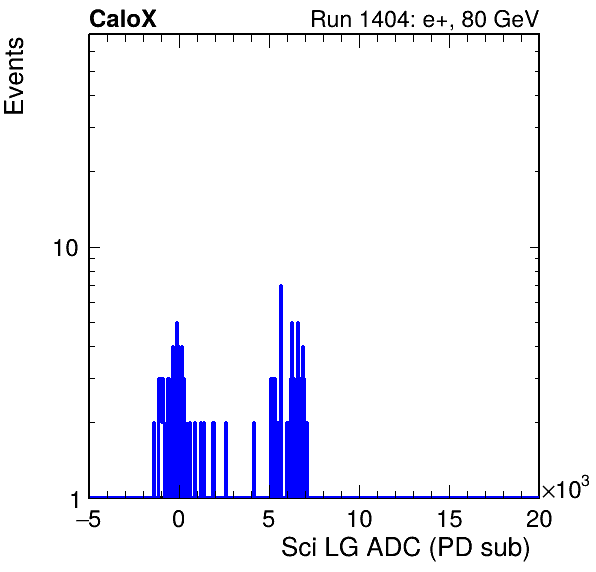 CaloX Run 1404: e+, 80 GeV
Events
10
1
−5 0 5 10 15 20
×10³
Sci LG ADC (PD sub)